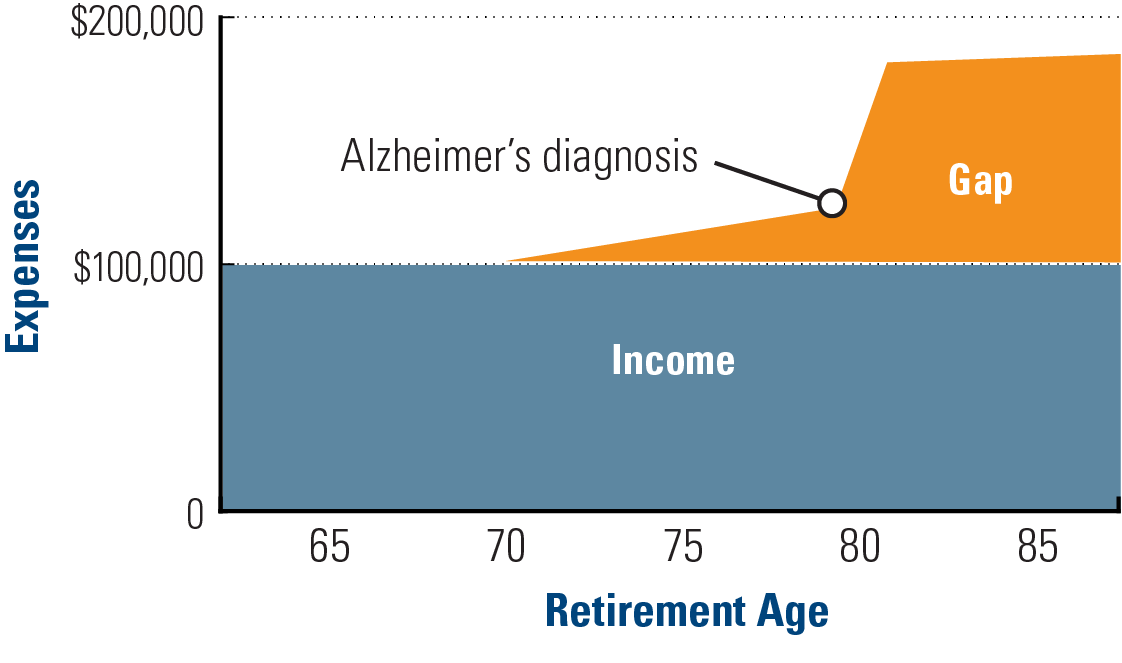 $200,000
Alzheimer’s diagnosis
Gap
$100,000
Expenses
Income
0
65 70 75 80 85
Retirement Age